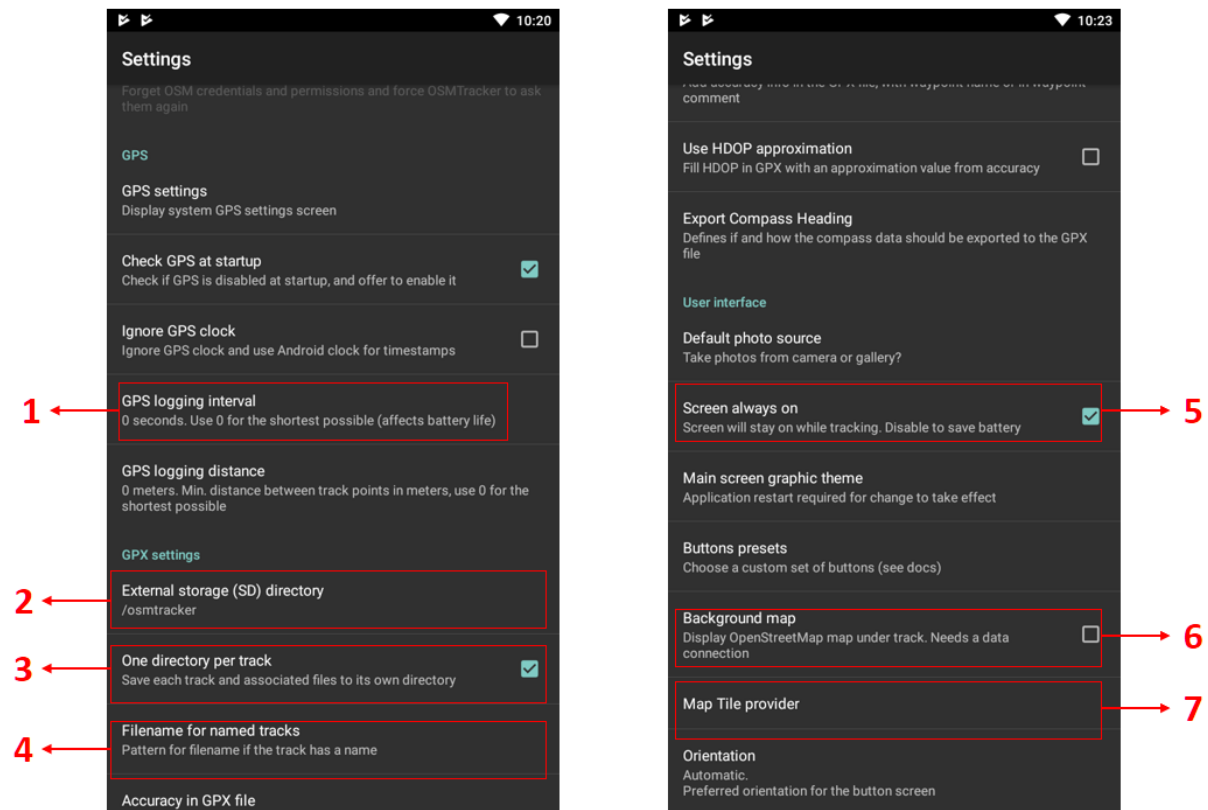 10:20
Settings
Forget OSM credentials and permissions and force OSMTracker to ask
them again
GPS
GPS settings
Display system GPS settings screen
Check GPS at startup
Check if GPS is disabled at startup, and offer to enable it
Ignore GPS clock
Ignore GPS clock and use Android clock for timestamps
1
GPS logging interval
0 seconds. Use 0 for the shortest possible (affects battery life)
GPS logging distance
0 meters. Min. distance between track points in meters, use 0 for the
shortest possible
GPX settings
2
External storage (SD) directory
/osmtracker
3
One directory per track
Save each track and associated files to its own directory
4
Filename for named tracks
Pattern for filename if the track has a name
Accuracy in GPX file
10:23
Settings
Add accuracy info in the GPX file, with waypoint name or in waypoint
comment
Use HDOP approximation
Fill HDOP in GPX with an approximation value from accuracy
Export Compass Heading
Defines if and how the compass data should be exported to the GPX
file
User interface
Default photo source
Take photos from camera or gallery?
Screen always on
Screen will stay on while tracking. Disable to save battery
5
Main screen graphic theme
Application restart required for change to take effect
Buttons presets
Choose a custom set of buttons (see docs)
Background map
Display OpenStreetMap map under track. Needs a data
connection
6
Map Tile provider
7
Orientation
Automatic.
Preferred orientation for the button screen